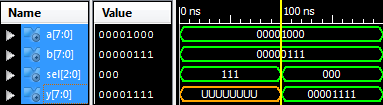 Name Value 0 ns 100 ns
a[7:0] 00001000 00001000
b[7:0] 00000111 00000111
sel[2:0] 000 111 000
y[7:0] 00001111 UUUUUUUU 00001111